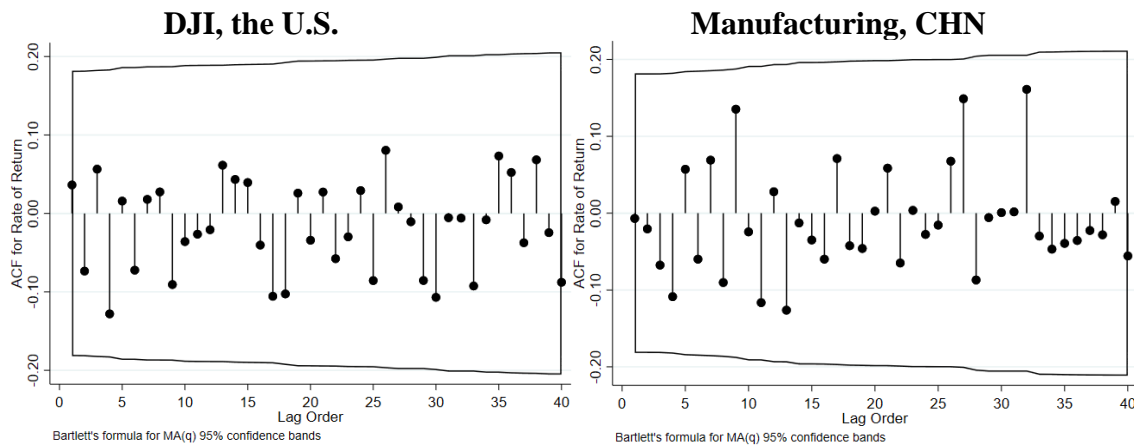 DJI, the U.S.
ACF for Rate of Return
0.20
0.10
0.00
-0.10
-0.20
0 5 10 15 20 25 30 35 40
Lag Order
Bartlett's formula for MA(q) 95% confidence bands
Manufacturing, CHN
ACF for Rate of Return
0.20
0.10
0.00
-0.10
-0.20
0 5 10 15 20 25 30 35 40
Lag Order
Bartlett's formula for MA(q) 95% confidence bands